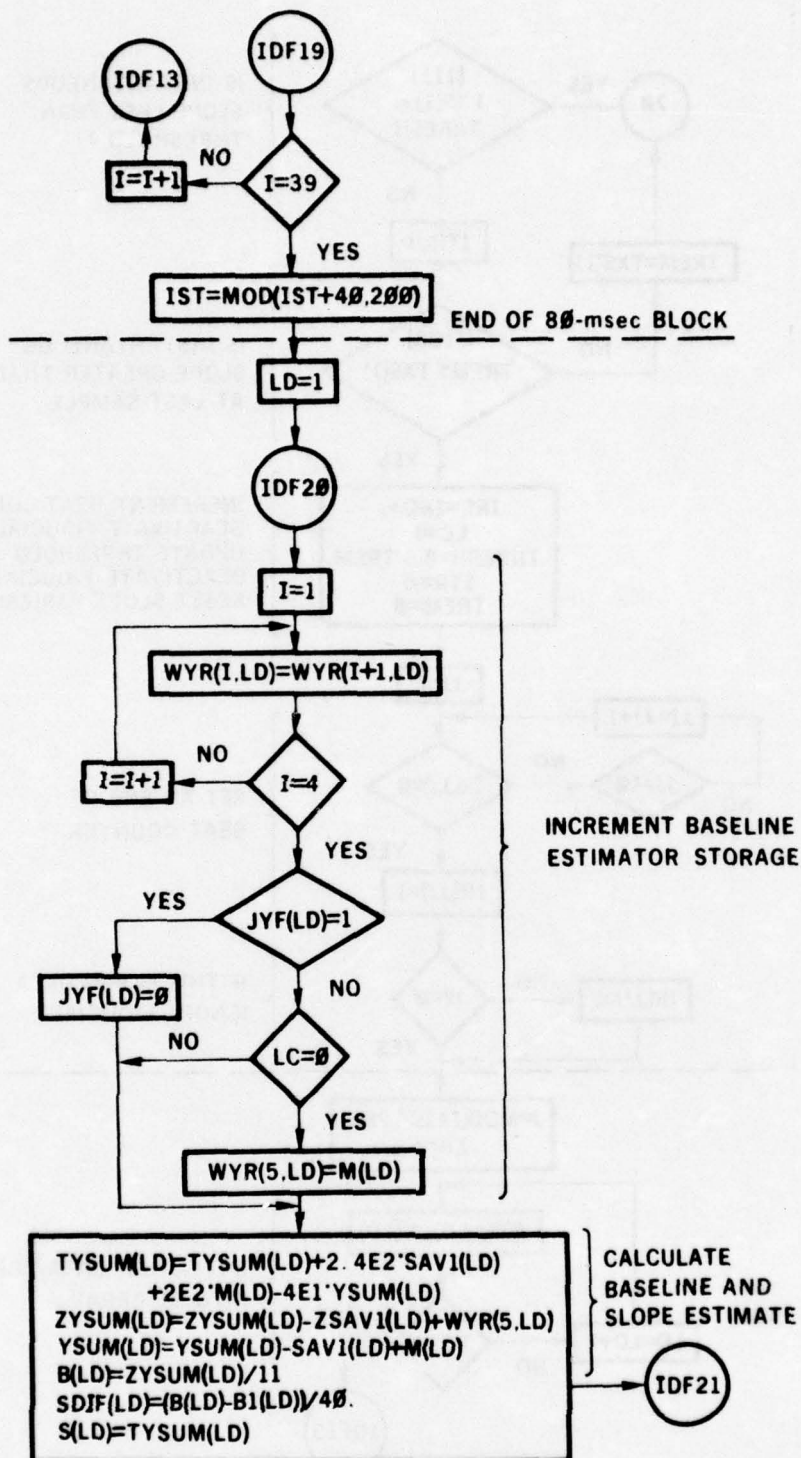 IDF13
IDF19
I=I+1
NO
I=39
YES
IST=MOD(IST+4Ø,2ØØ)
END OF 8Ø-msec BLOCK
LD=1
IDF2Ø
I=1
WYR(I,LD)=WYR(I+1,LD)
I=I+1
NO
I=4
YES
INCREMENT BASELINE
ESTIMATOR STORAGE
YES
JYF(LD)=1
JYF(LD)=Ø
NO
NO
LC=Ø
YES
WYR(5,LD)=M(LD)
TYSUM(LD)=TYSUM(LD)+2. 4E2*SAV1(LD)
+2E2*M(LD)-4E1*YSUM(LD)
ZYSUM(LD)=ZYSUM(LD)-ZSAV1(LD)+WYR(5,LD)
YSUM(LD)=YSUM(LD)-SAV1(LD)+M(LD)
B(LD)=ZYSUM(LD)/11
SDIF(LD)=(B(LD)-B1(LD))/4Ø.
S(LD)=TYSUM(LD)
CALCULATE
BASELINE AND
SLOPE ESTIMATE
IDF21